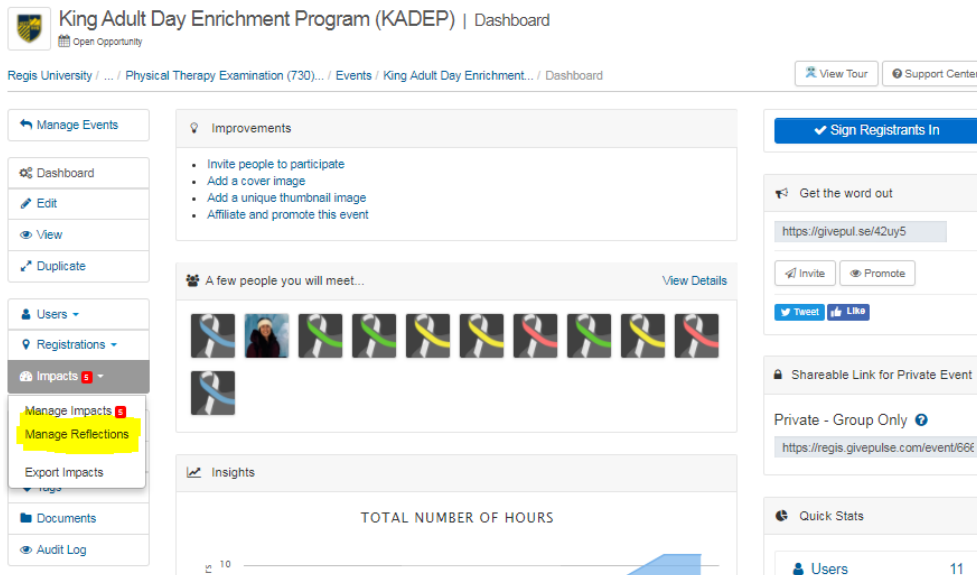 King Adult Day Enrichment Program (KADEP) | Dashboard
Open Opportunity
Regis University / ... / Physical Therapy Examination (730)... / Events / King Adult Day Enrichment... / Dashboard
View Tour
Support Center
Manage Events
Dashboard
Edit
View
Duplicate
Users
Registrations
Impacts 5
Manage Impacts 5
Manage Reflections
Export Impacts
Tags
Documents
Audit Log
Improvements
Invite people to participate
Add a cover image
Add a unique thumbnail image
Affiliate and promote this event
A few people you will meet...
View Details
Insights
TOTAL NUMBER OF HOURS
10
Sign Registrants In
Get the word out
https://givepul.se/42uy5
Invite
Promote
Tweet
Like
Shareable Link for Private Event
Private - Group Only
https://regis.givepulse.com/event/666
Quick Stats
Users 11